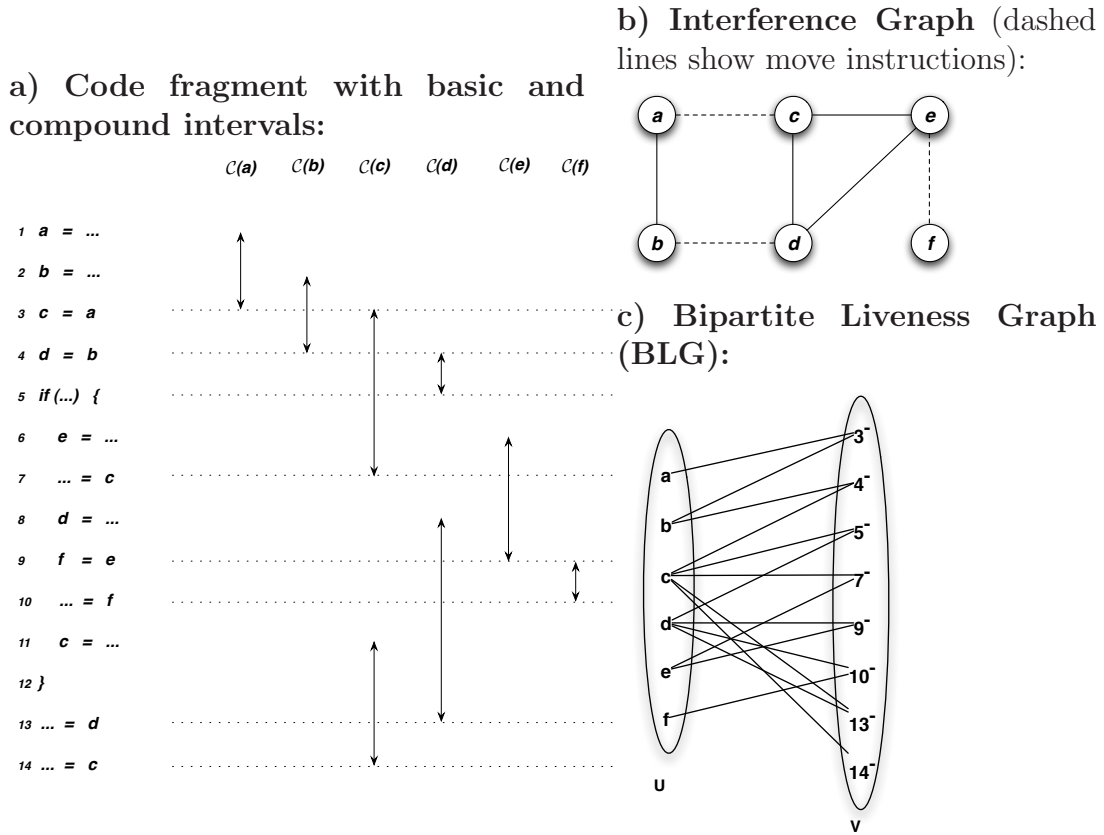 a) Code fragment with basic and
compound intervals:
C(a) C(b) C(c) C(d) C(e) C(f)
1 a = ...
2 b = ...
3 c = a
4 d = b
5 if (...) {
6 e = ...
7 ... = c
8 d = ...
9 f = e
10 ... = f
11 c = ...
12 }
13 ... = d
14 ... = c
b) Interference Graph (dashed
lines show move instructions):
a c e
b d f
c) Bipartite Liveness Graph
(BLG):
a
b
c
d
e
f
U
3-
4-
5-
7-
9-
10-
13-
14-
V